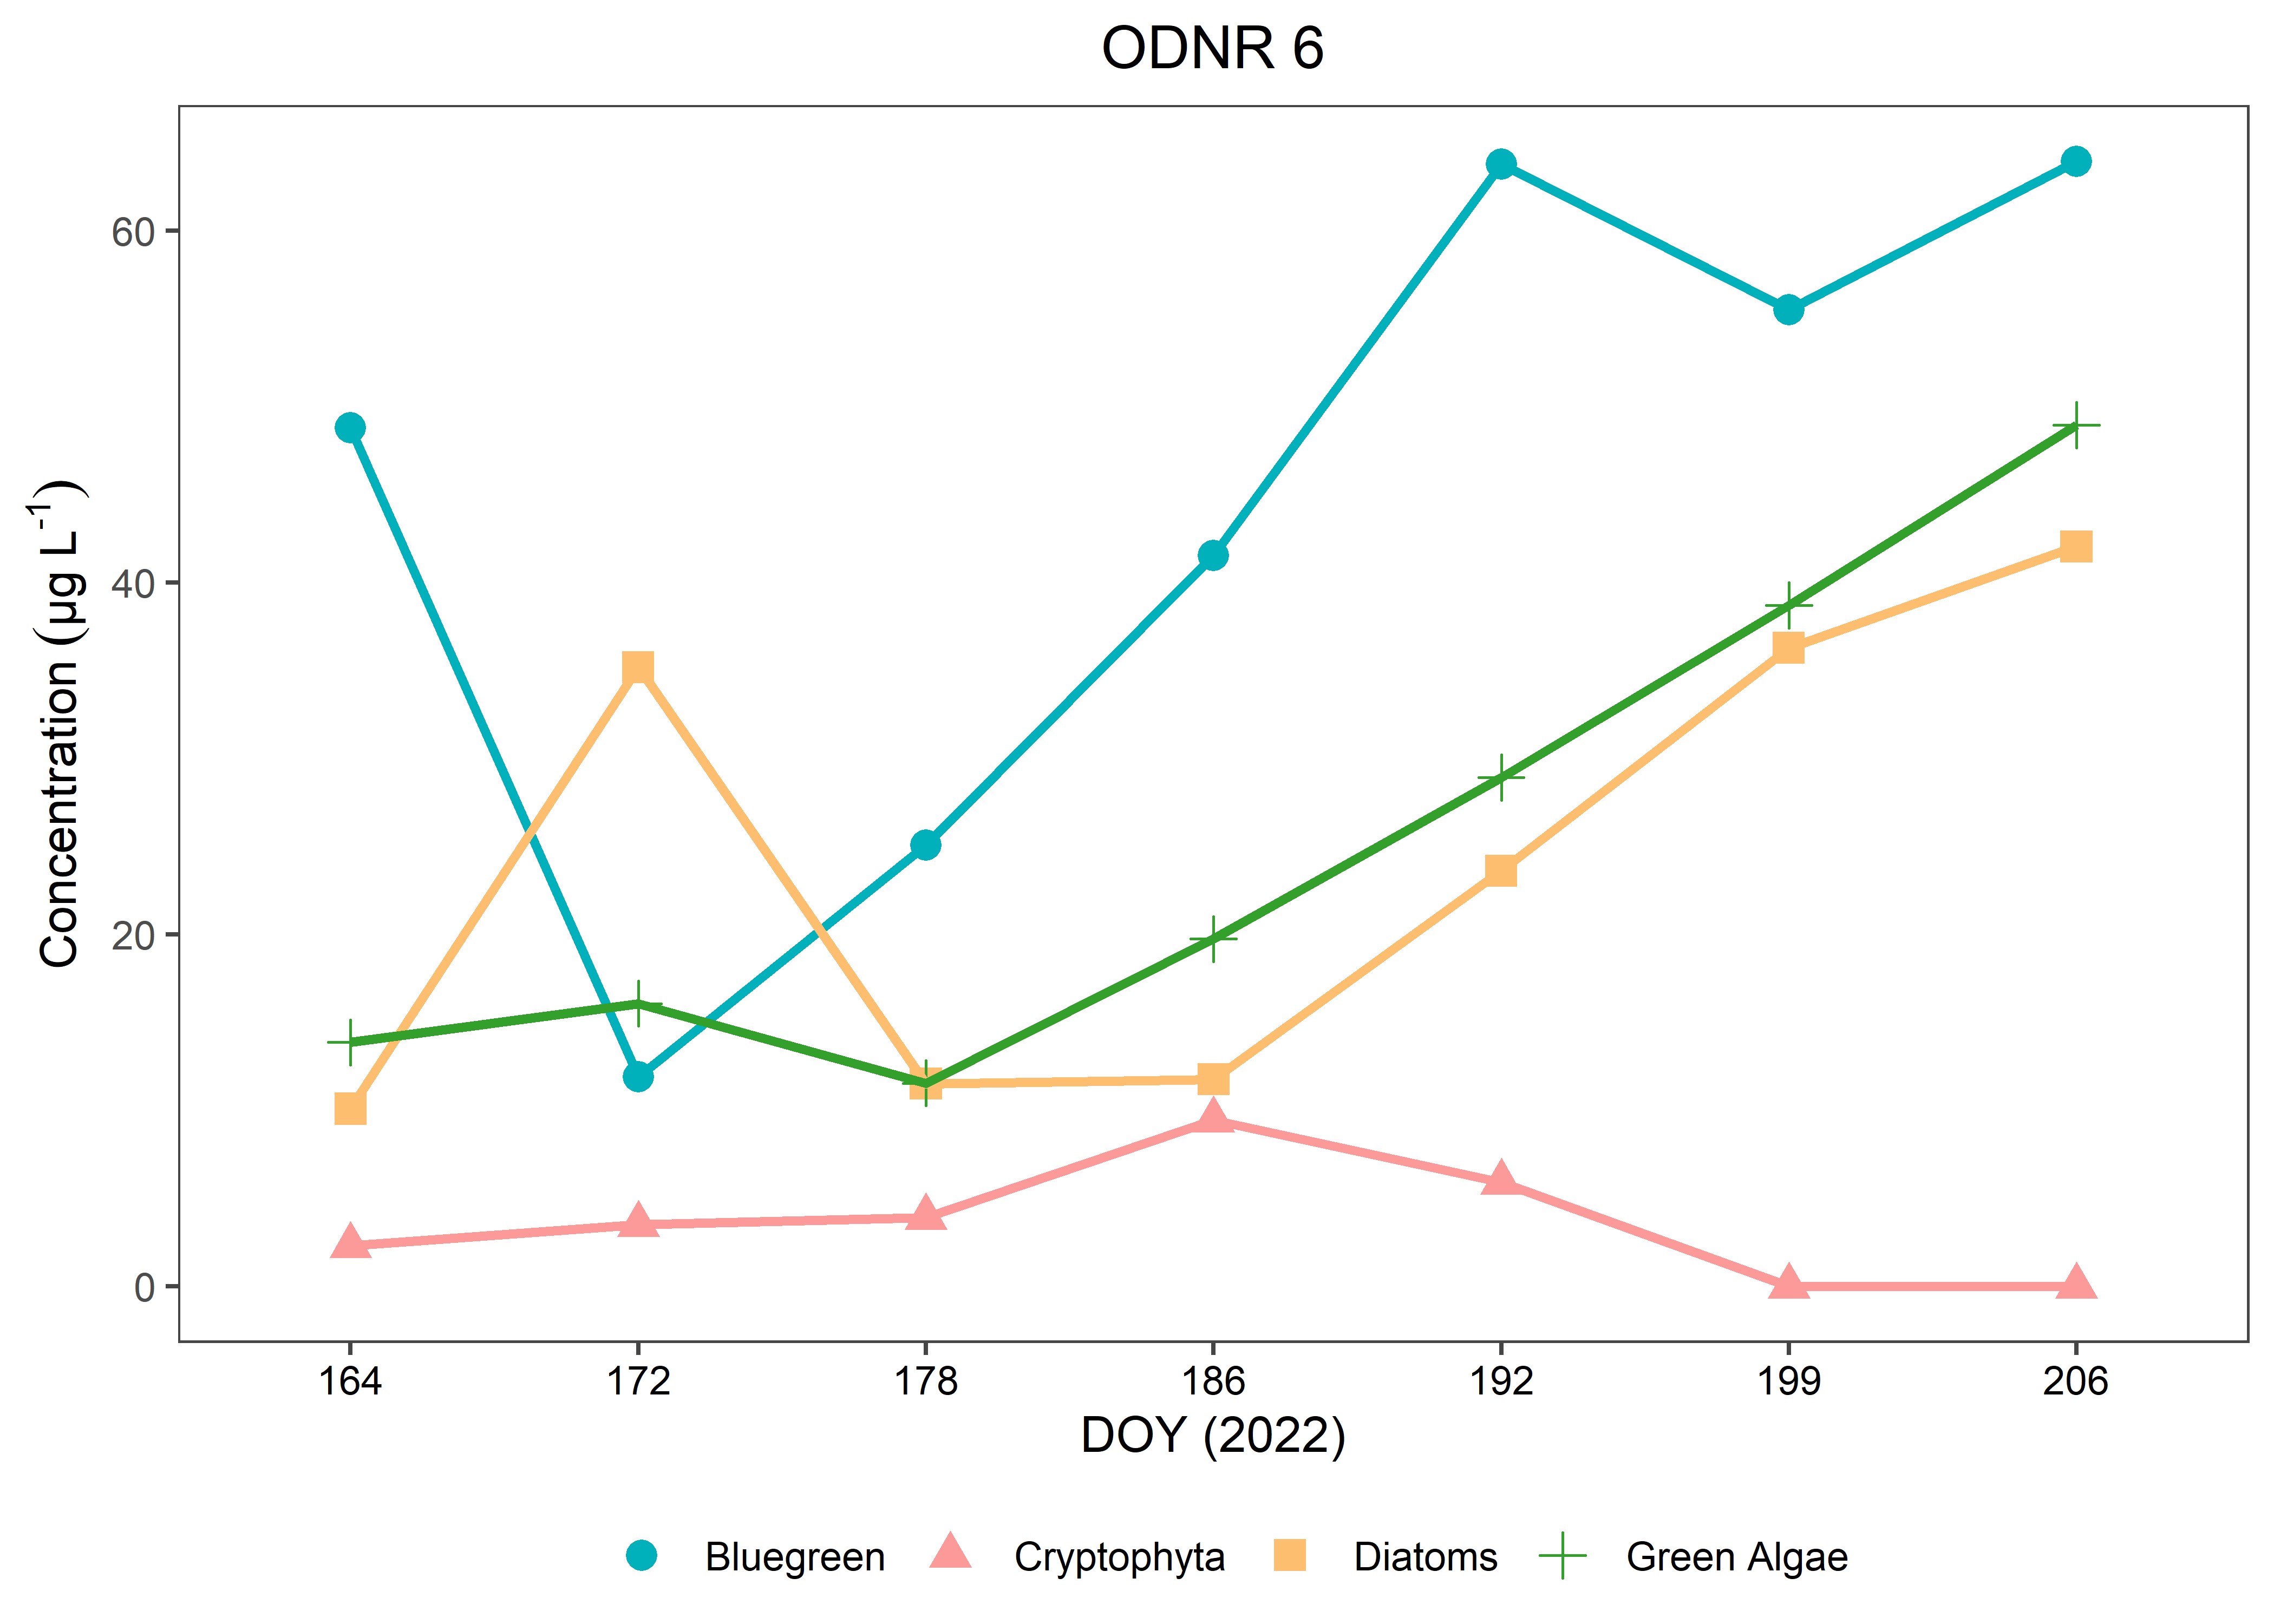 ODNR 6
Concentration (µg L⁻¹)
60
40
20
0
164 172 178 186 192 199 206
DOY (2022)
Bluegreen Cryptophyta Diatoms Green Algae